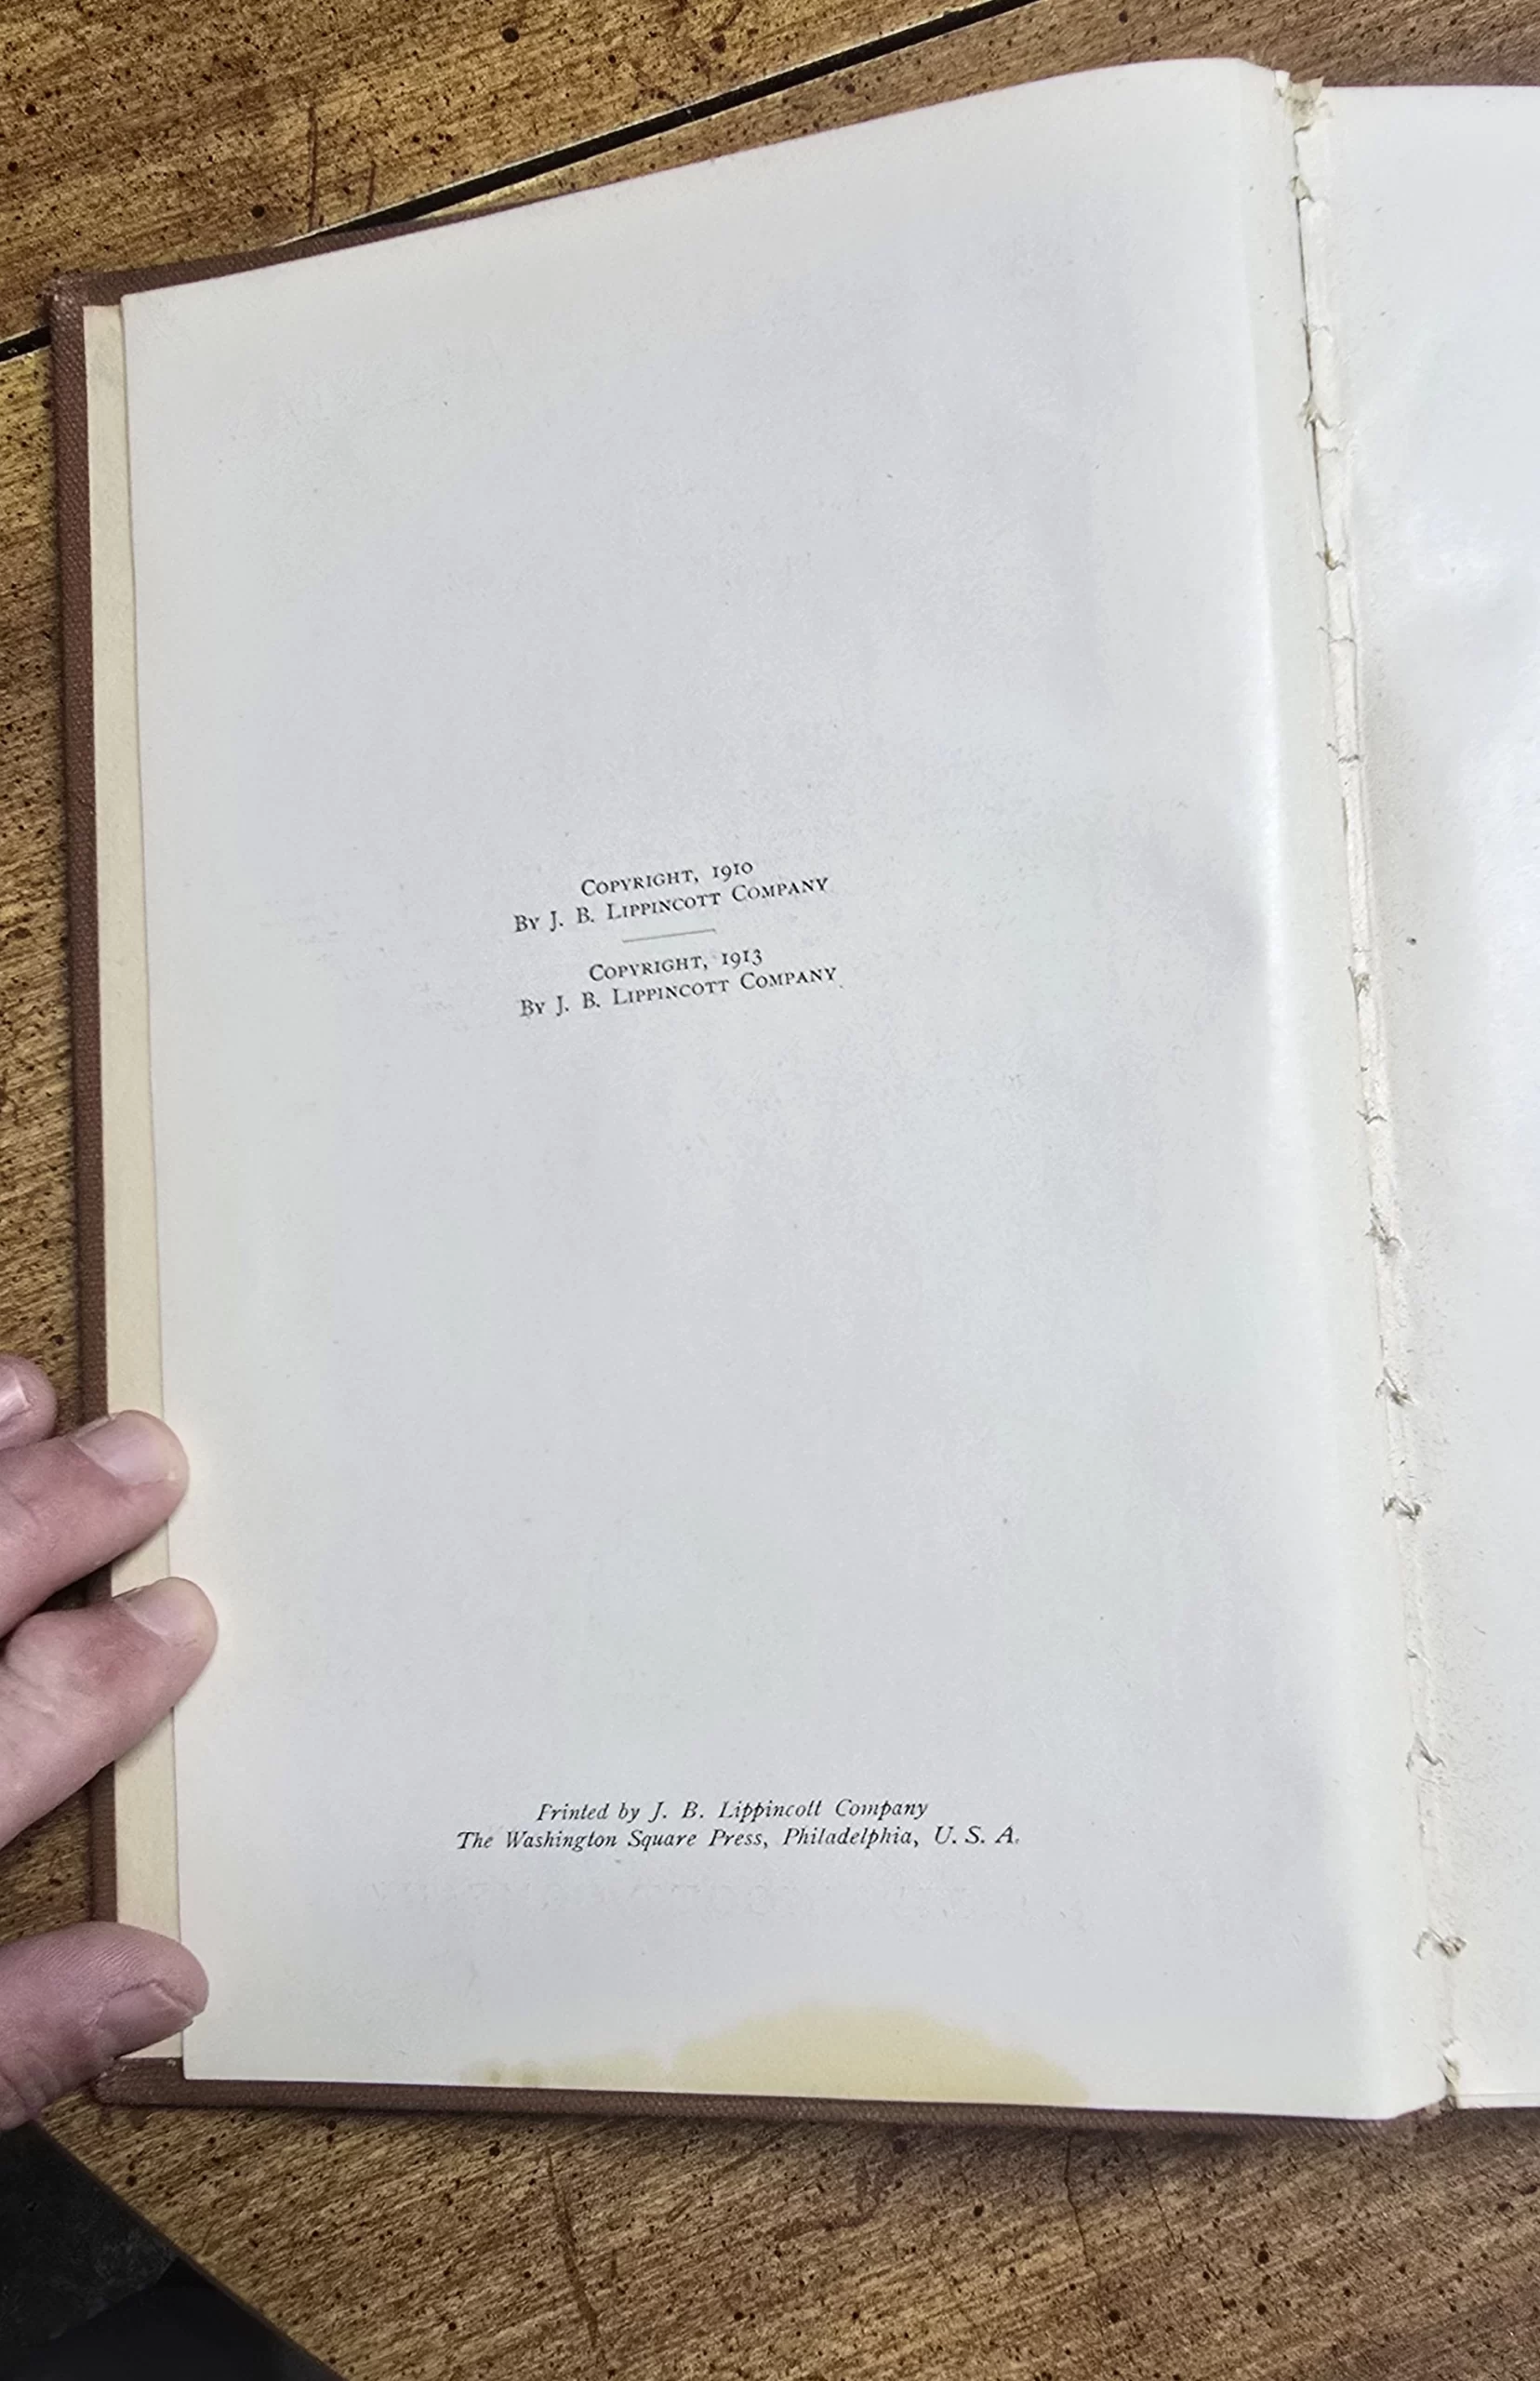 COPYRIGHT, 1910
BY J. B. LIPPINCOTT COMPANY
COPYRIGHT, 1913
BY J. B. LIPPINCOTT COMPANY
Printed by J. B. Lippincott Company
The Washington Square Press, Philadelphia, U. S. A.